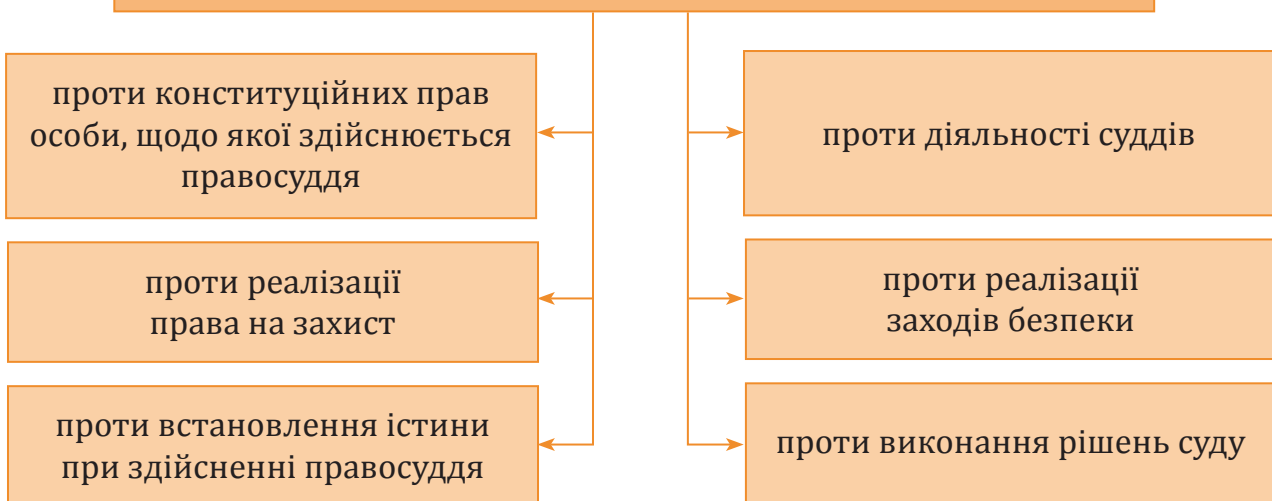 проти конституційних прав
особи, щодо якої здійснюється
правосуддя
проти діяльності суддів
проти реалізації
права на захист
проти реалізації
заходів безпеки
проти встановлення істини
при здійсненні правосуддя
проти виконання рішень суду